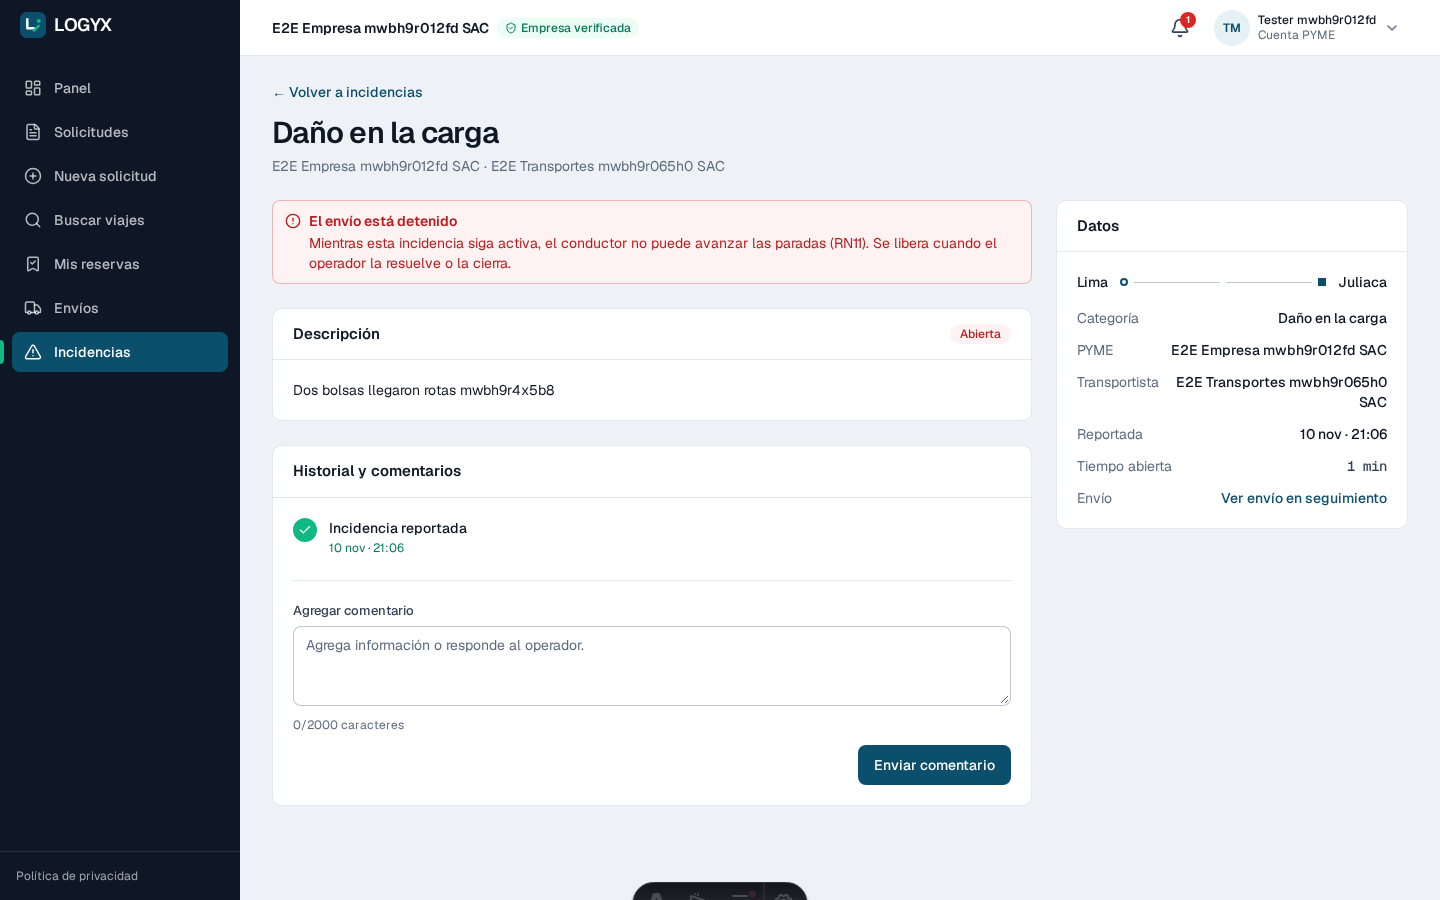 LOGYX
Panel
Solicitudes
Nueva solicitud
Buscar viajes
Mis reservas
Envíos
Incidencias
Política de privacidad
E2E Empresa mwbh9r012fd SAC
Empresa verificada
1
TM
Tester mwbh9r012fd
Cuenta PYME
← Volver a incidencias
Daño en la carga
E2E Empresa mwbh9r012fd SAC · E2E Transportes mwbh9r065h0 SAC
El envío está detenido
Mientras esta incidencia siga activa, el conductor no puede avanzar las paradas (RN11). Se libera cuando el
operador la resuelve o la cierra.
Descripción
Abierta
Dos bolsas llegaron rotas mwbh9r4x5b8
Historial y comentarios
Incidencia reportada
10 nov · 21:06
Agregar comentario
Agrega información o responde al operador.
0/2000 caracteres
Enviar comentario
Datos
Lima
Juliaca
Categoría
Daño en la carga
PYME
E2E Empresa mwbh9r012fd SAC
Transportista
E2E Transportes mwbh9r065h0
SAC
Reportada
10 nov · 21:06
Tiempo abierta
1 min
Envío
Ver envío en seguimiento